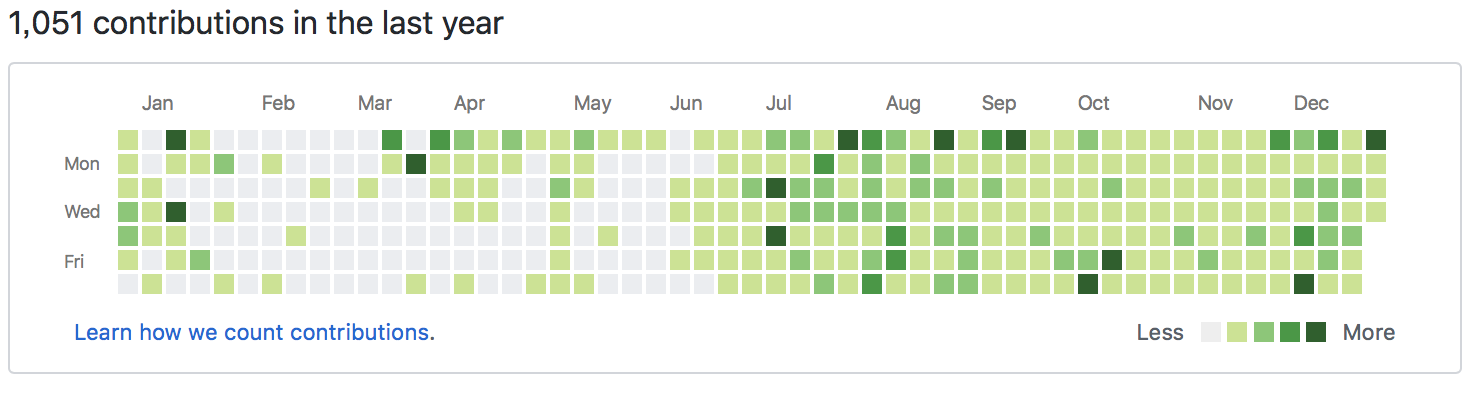 1,051 contributions in the last year
Jan Feb Mar Apr May Jun Jul Aug Sep Oct Nov Dec
Mon
Wed
Fri
Learn how we count contributions.
Less More